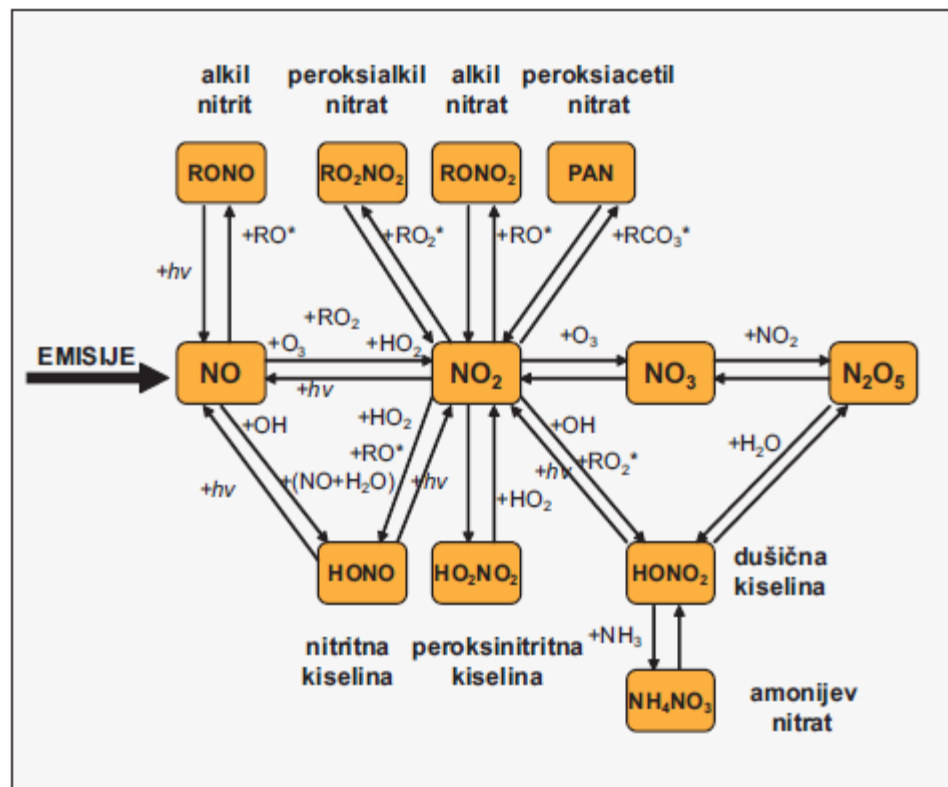 alkil
nitrit
peroksialkil
nitrat
alkil
nitrat
peroksiacetil
nitrat
RONO
RO₂NO₂
RONO₂
PAN
+RO*
+RO₂*
+RO*
+RCO₃*
+hv
+RO₂
EMISIJE
NO
+O₃
+HO₂
+hv
NO₂
+O₃
NO₃
+NO₂
N₂O₅
+OH
+HO₂
+OH
+RO*
+RO₂*
+H₂O
+hv
+(NO+H₂O)
+hv
+hv
+HO₂
HONO
HO₂NO₂
HONO₂
dušična
kiselina
nitritna
kiselina
peroksinitritna
kiselina
+NH₃
NH₄NO₃
amonijev
nitrat